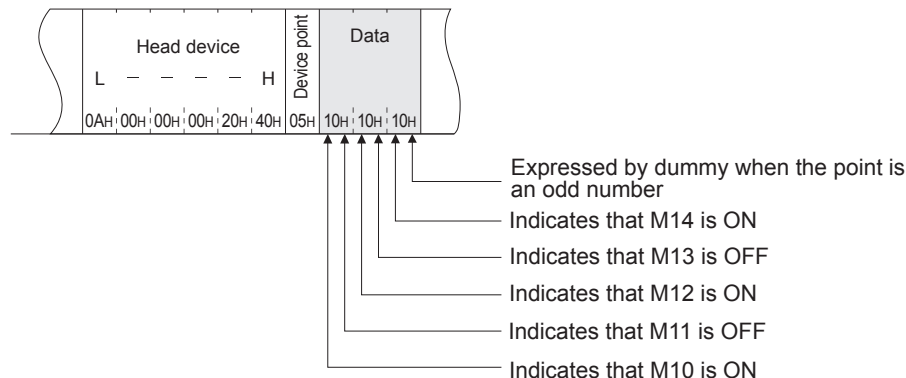 Head device
Device point
Data
L – – – – H
0AH 00H 00H 00H 20H 40H 05H 10H 10H 10H
Expressed by dummy when the point is
an odd number
Indicates that M14 is ON
Indicates that M13 is OFF
Indicates that M12 is ON
Indicates that M11 is OFF
Indicates that M10 is ON